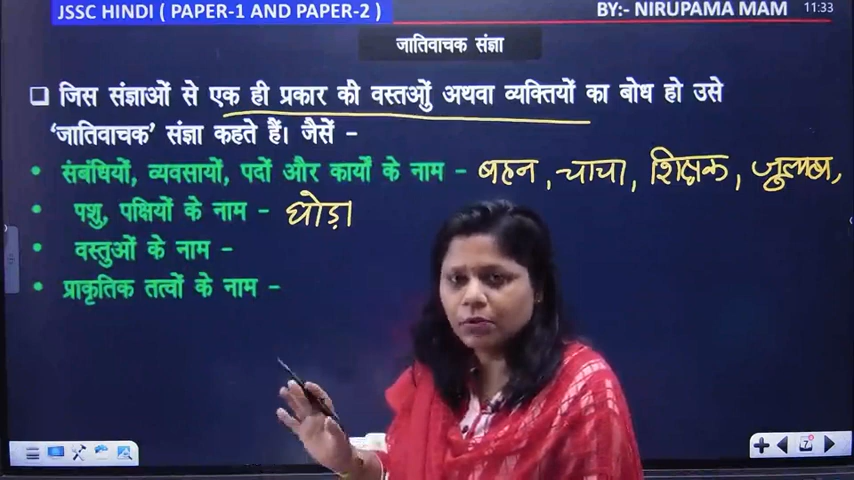 JSSC HINDI ( PAPER-1 AND PAPER-2 )
BY:- NIRUPAMA MAM 11:33
जातिवाचक संज्ञा
जिस संज्ञाओं से एक ही प्रकार की वस्तओुं अथवा व्यक्तियों का बोध हो उसे
‘जातिवाचक’ संज्ञा कहते हैं। जैसें –
• संबंधियों, व्यवसायों, पदों और कार्यों के नाम – बहन, चाचा, शिक्षक,
• पशु, पक्षियों के नाम – घोड़ा
• वस्तुओं के नाम –
• प्राकृतिक तत्वों के नाम –